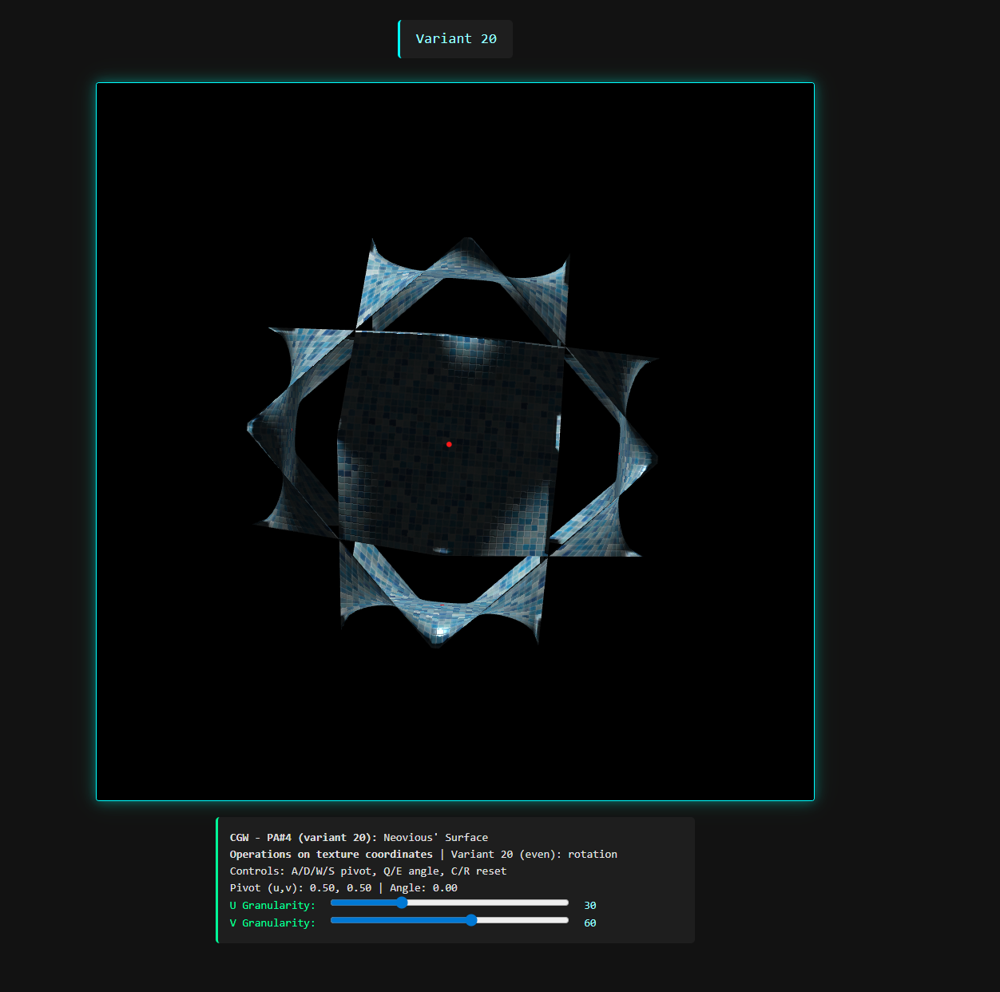 Variant 20
CGW - PA#4 (variant 20): Neovious' Surface
Operations on texture coordinates | Variant 20 (even): rotation
Controls: A/D/W/S pivot, Q/E angle, C/R reset
Pivot (u,v): 0.50, 0.50 | Angle: 0.00
U Granularity: 30
V Granularity: 60